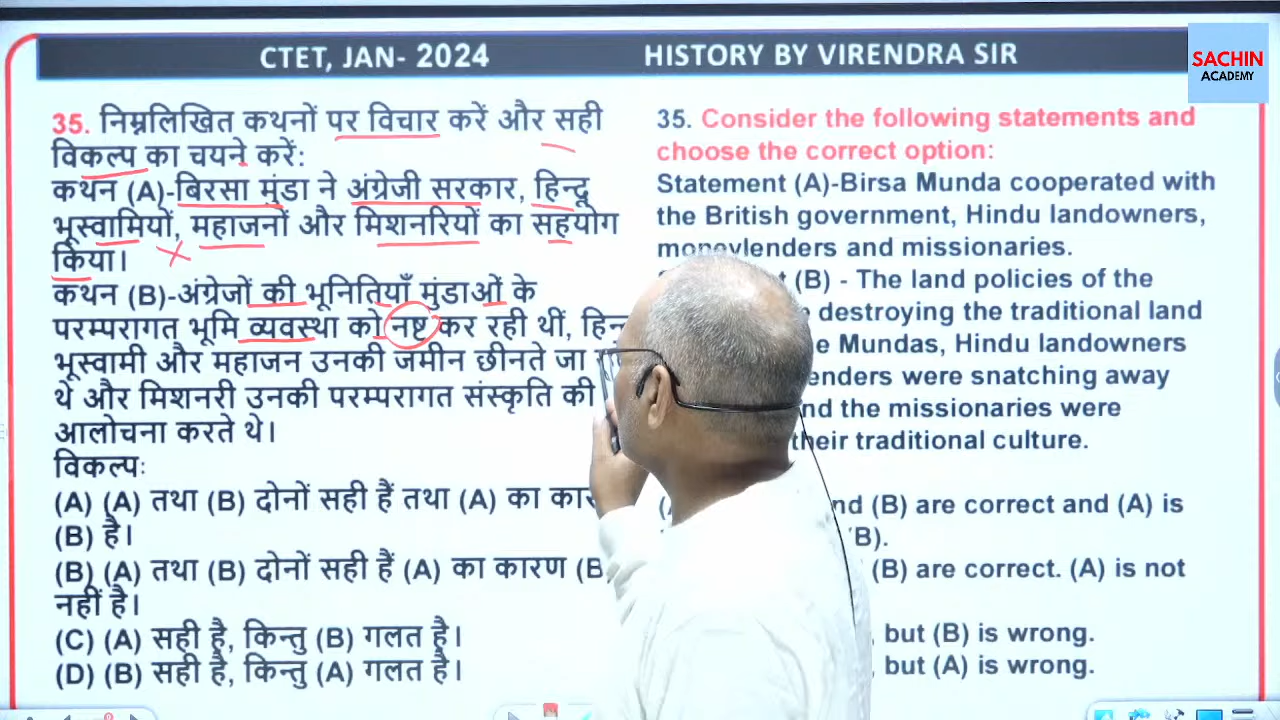 CTET, JAN- 2024 HISTORY BY VIRENDRA SIR
SACHIN
ACADEMY
35. निम्नलिखित कथनों पर विचार करें और सही
विकल्प का चयने करें:
कथन (A)-बिरसा मुंडा ने अंग्रेजी सरकार, हिन्दू
भूस्वामियों, महाजनों और मिशनरियों का सहयोग
किया।
कथन (B)-अंग्रेजों की भूनितियाँ मुंडाओं के
परम्परागत भूमि व्यवस्था को नष्ट कर रही थीं,
भूस्वामी और महाजन उनकी जमीन छीनते जा
थे और मिशनरी उनकी परम्परागत संस्कृति की
आलोचना करते थे।
विकल्पः
(A) (A) तथा (B) दोनों सही हैं तथा (A) का
(B) है।
(B) (A) तथा (B) दोनों सही हैं (A) का कारण (B
नहीं है।
(C) (A) सही है, किन्तु (B) गलत है।
(D) (B) सही है, किन्तु (A) गलत है।
35. Consider the following statements and
choose the correct option:
Statement (A)-Birsa Munda cooperated with
the British government, Hindu landowners,
moneylenders and missionaries.
(B) - The land policies of the
destroying the traditional land
Mundas, Hindu landowners
were snatching away
the missionaries were
their traditional culture.
(B) are correct and (A) is
(B).
(B) are correct. (A) is not
but (B) is wrong.
but (A) is wrong.